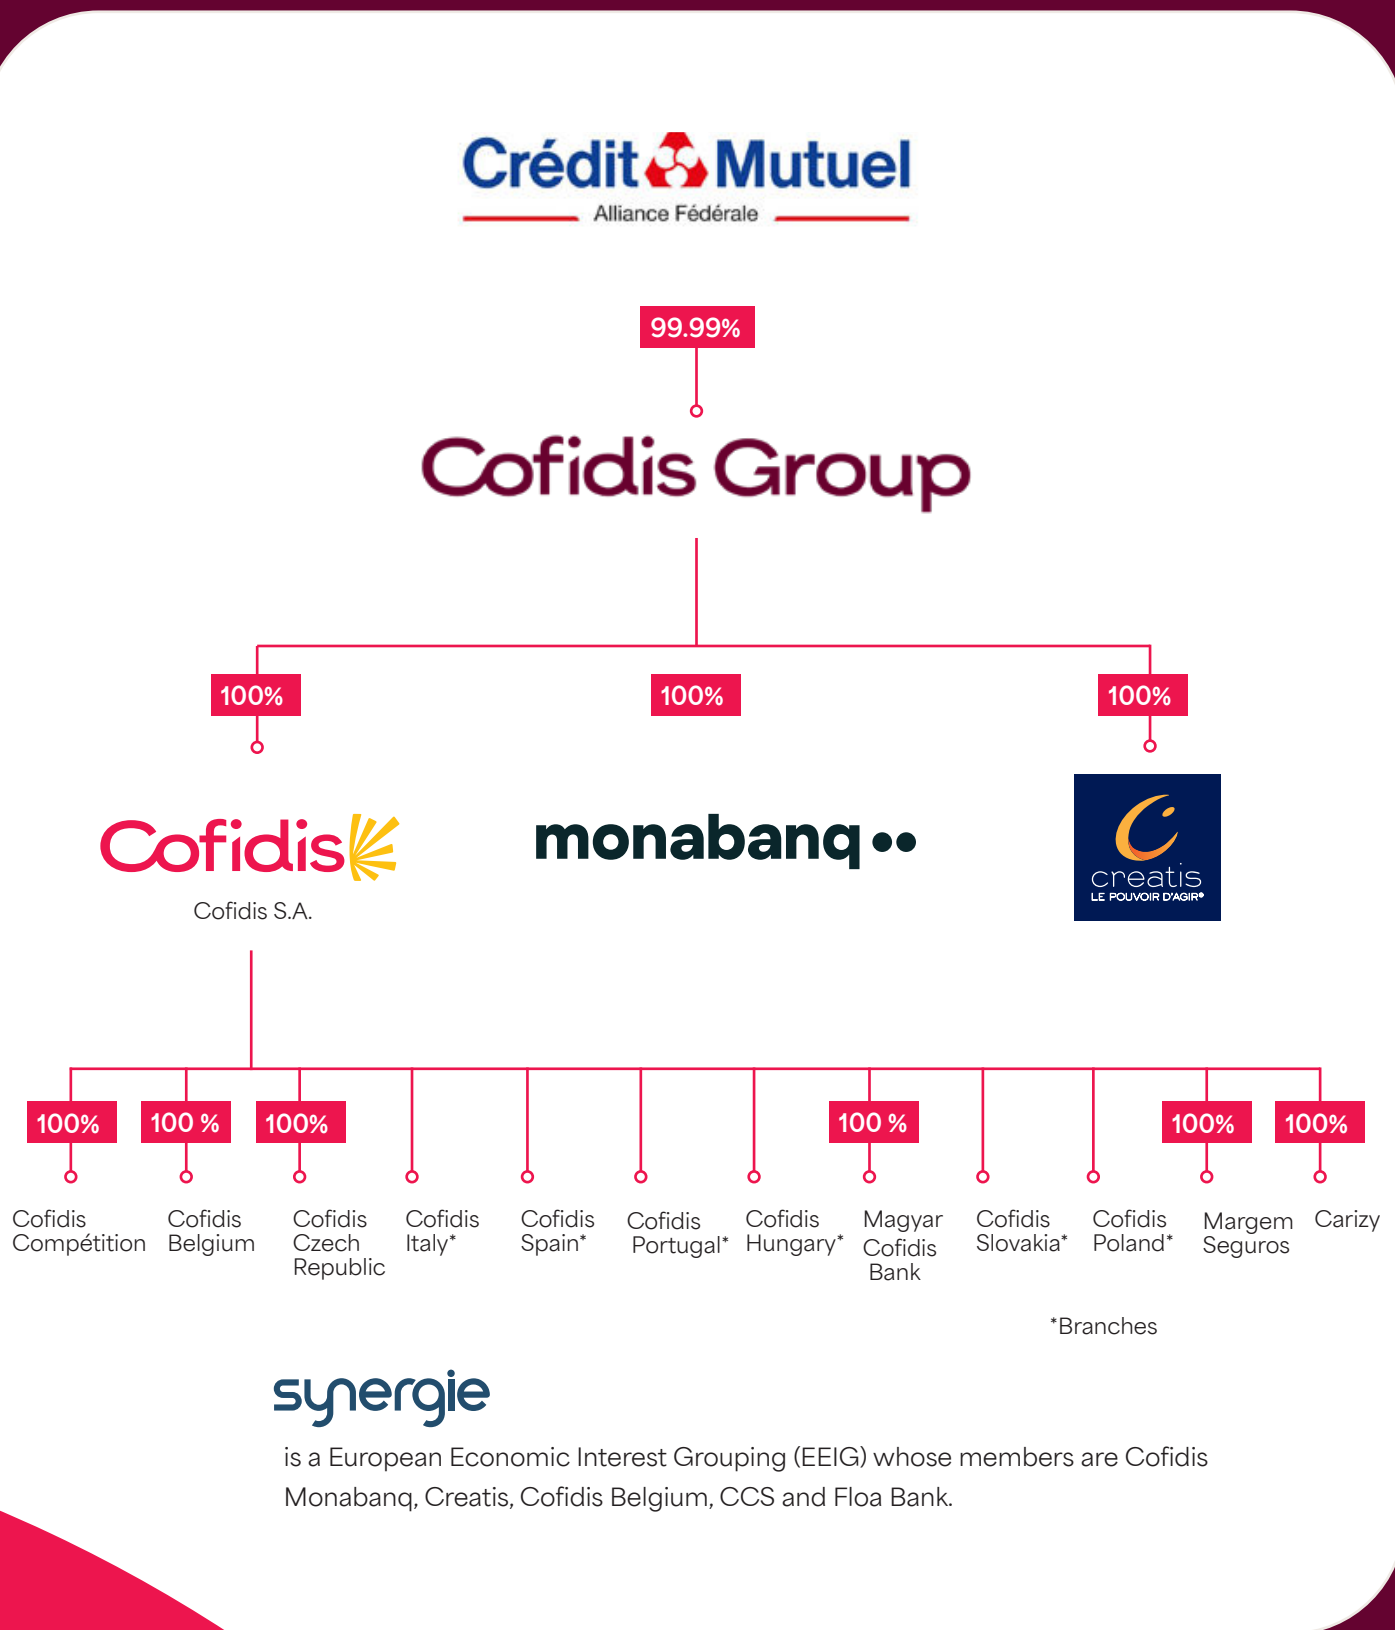 Crédit Mutuel
Alliance Fédérale
99.99%
Cofidis Group
100%
100%
100%
Cofidis
Cofidis S.A.
monabanq
creatis
LE POUVOIR D'AGIR®
100%
100 %
100%
100 %
100%
100%
Cofidis
Compétition
Cofidis
Belgium
Cofidis
Czech
Republic
Cofidis
Italy*
Cofidis
Spain*
Cofidis
Portugal*
Cofidis
Hungary*
Magyar
Cofidis
Bank
Cofidis
Slovakia*
Cofidis
Poland*
Margem
Seguros
Carizy
*Branches
synergie
is a European Economic Interest Grouping (EEIG) whose members are Cofidis
Monabanq, Creatis, Cofidis Belgium, CCS and Floa Bank.